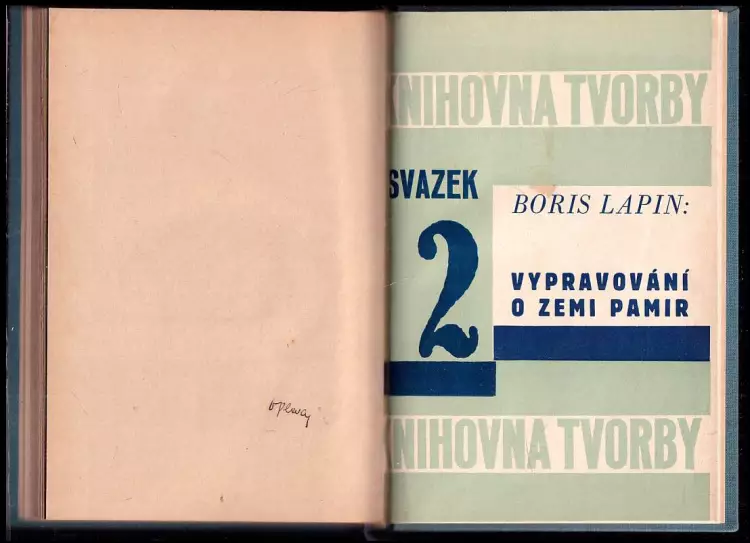 KNIHOVNA TVORBY
SVAZEK
2
BORIS LAPIN:
VYPRAVOVÁNÍ
O ZEMI PAMIR
KNIHOVNA TVORBY